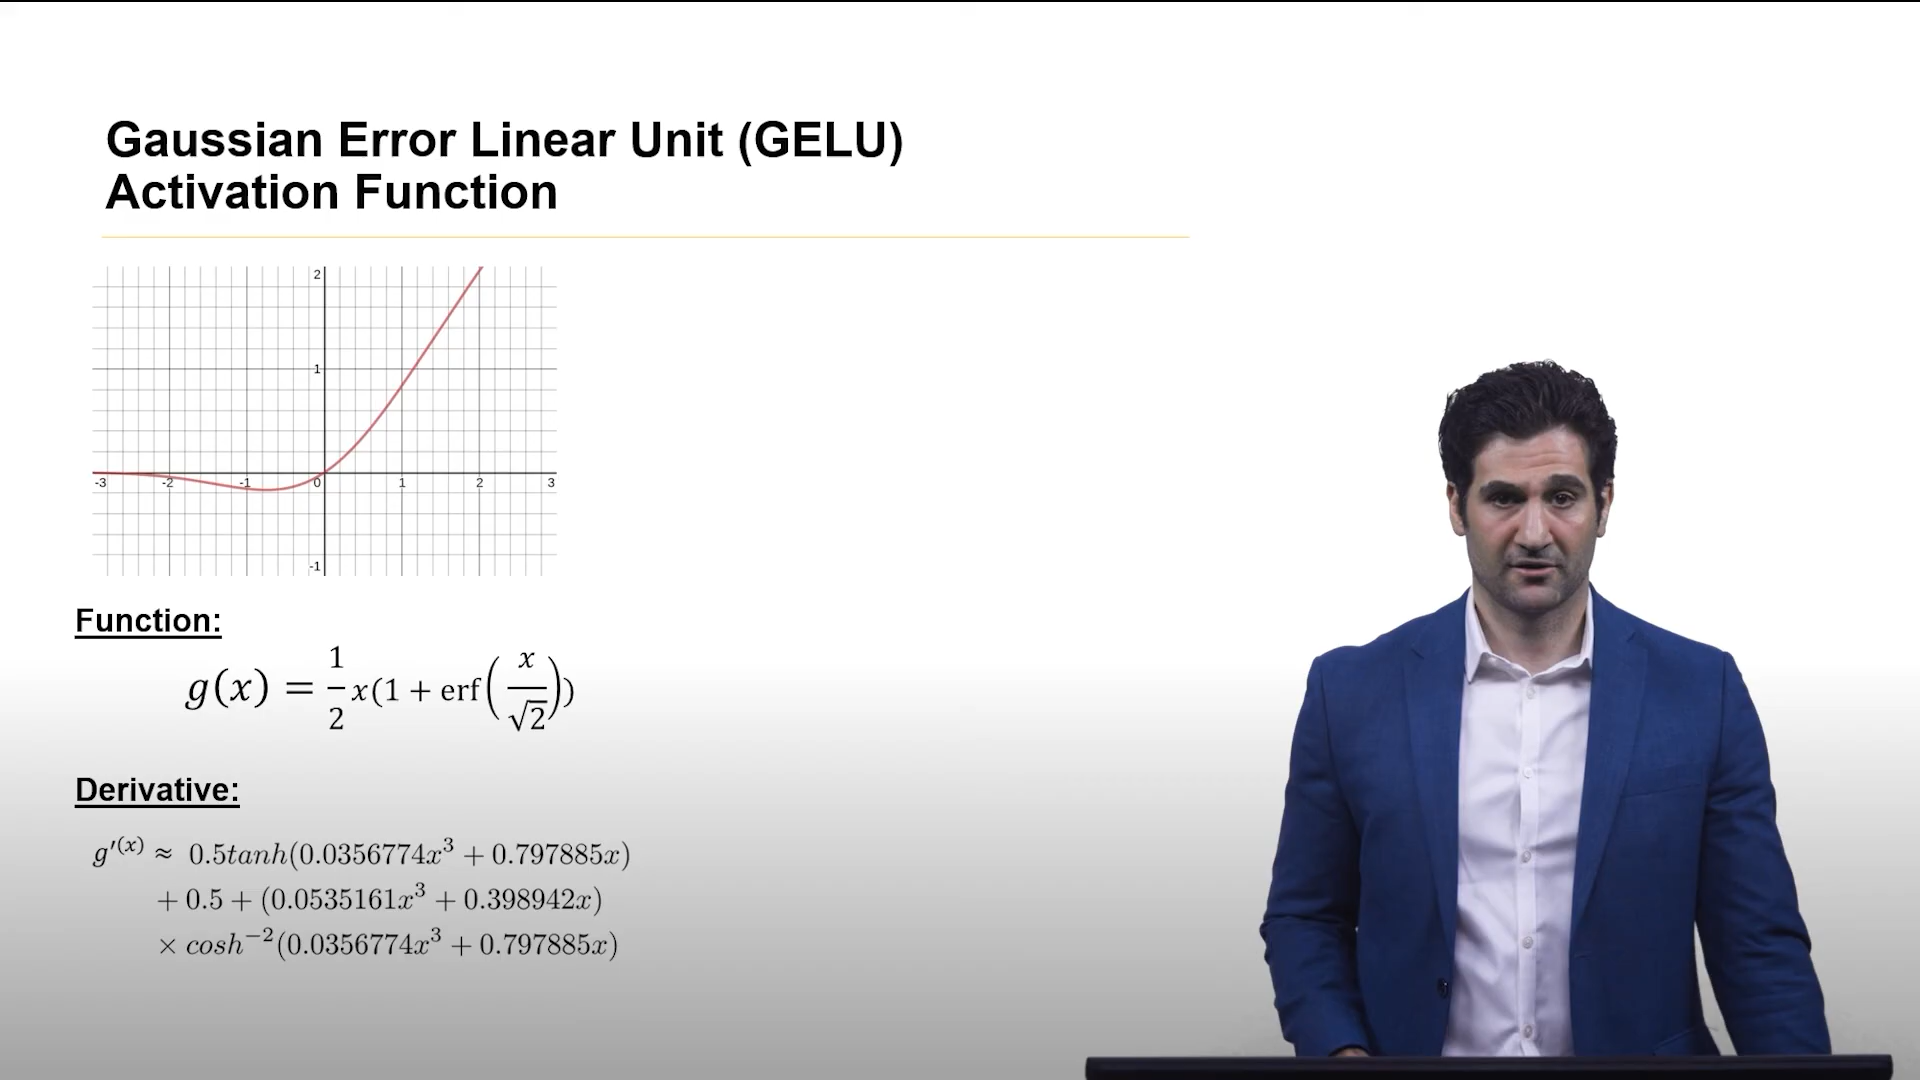 Gaussian Error Linear Unit (GELU)
Activation Function
2
1
-3 -2 -1 0 1 2 3
-1
Function:
g(x) = 1/2 x(1 + erf(x/√2))
Derivative:
g′⁽ˣ⁾ ≈ 0.5tanh(0.0356774x³ + 0.797885x)
+ 0.5 + (0.0535161x³ + 0.398942x)
× cosh⁻²(0.0356774x³ + 0.797885x)